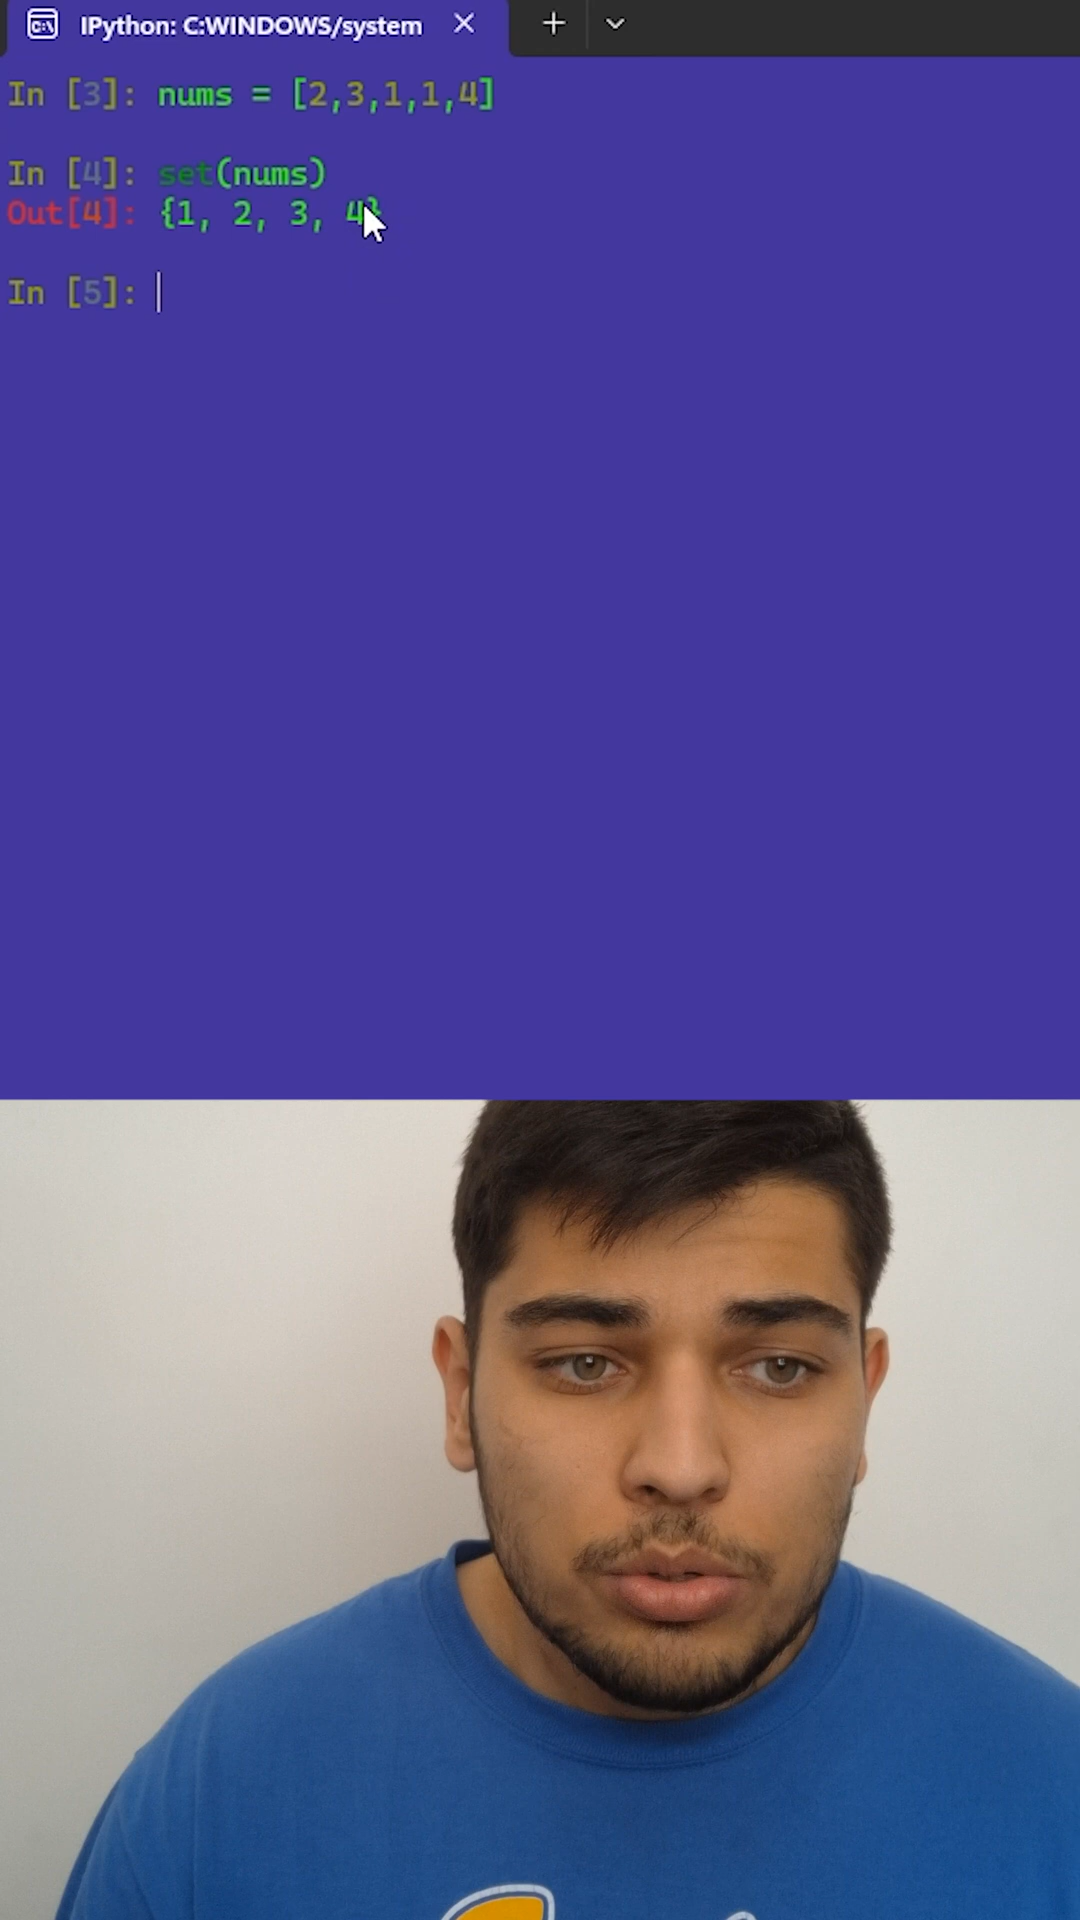 IPython: C:WINDOWS/system
In [3]: nums = [2,3,1,1,4]
In [4]: set(nums)
Out[4]: {1, 2, 3, 4}
In [5]: